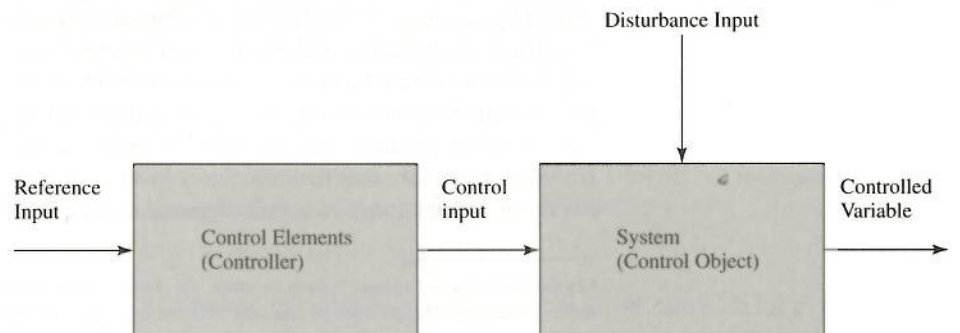 Disturbance Input
Reference
Input
Control Elements
(Controller)
Control
input
System
(Control Object)
Controlled
Variable